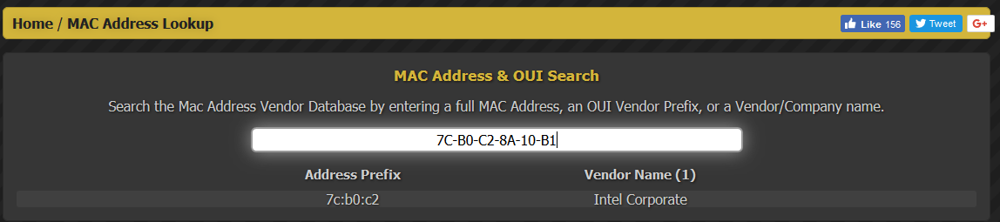 Home / MAC Address Lookup
Like 156
Tweet
G+
MAC Address & OUI Search
Search the Mac Address Vendor Database by entering a full MAC Address, an OUI Vendor Prefix, or a Vendor/Company name.
7C-B0-C2-8A-10-B1
Address Prefix Vendor Name (1)
7c:b0:c2 Intel Corporate